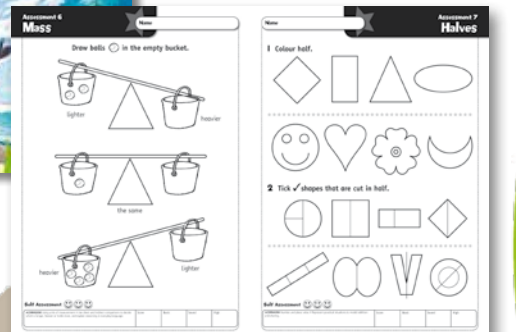 Assessment 6
Mass
Name
Draw balls in the empty bucket.
lighter
heavier
the same
heavier
lighter
Self Assessment
Assessment 7
Halves
Name
1 Colour half.
2 Tick ✓ shapes that are cut in half.
Self Assessment